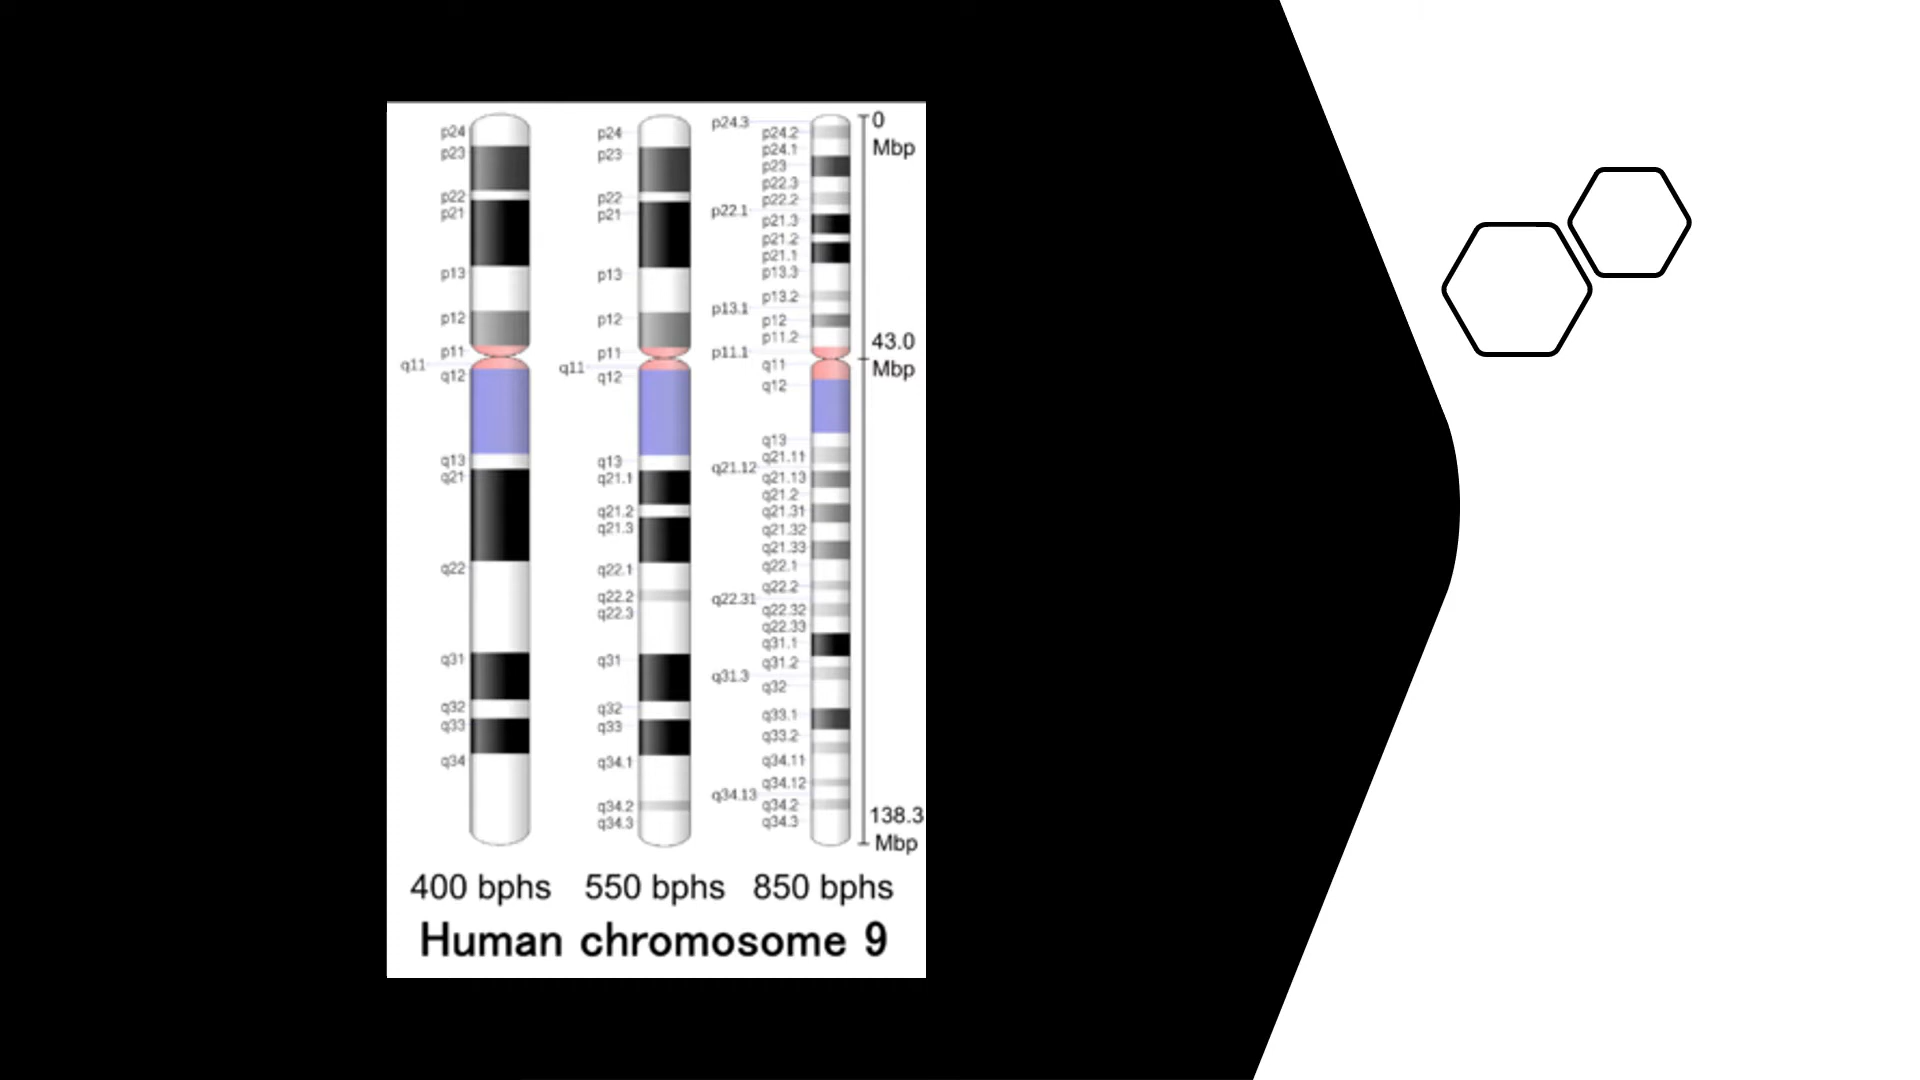 p24
p23
p22
p21
p13
p12
p11
q11
q12
q13
q21
q22
q31
q32
q33
q34
400 bphs
p24
p23
p22
p21
p13
p12
p11
q11
q12
q13
q21.1
q21.2
q21.3
q22.1
q22.2
q22.3
q31
q32
q33
q34.1
q34.2
q34.3
550 bphs
p24.3
p24.2
p24.1
p23
p22.3
p22.2
p22.1
p21.3
p21.2
p21.1
p13.3
p13.2
p13.1
p12
p11.2
p11.1
q11
q12
q13
q21.11
q21.12
q21.13
q21.2
q21.31
q21.32
q21.33
q22.1
q22.2
q22.31
q22.32
q22.33
q31.1
q31.2
q31.3
q32
q33.1
q33.2
q34.11
q34.12
q34.13
q34.2
q34.3
850 bphs
0
Mbp
43.0
Mbp
138.3
Mbp
Human chromosome 9